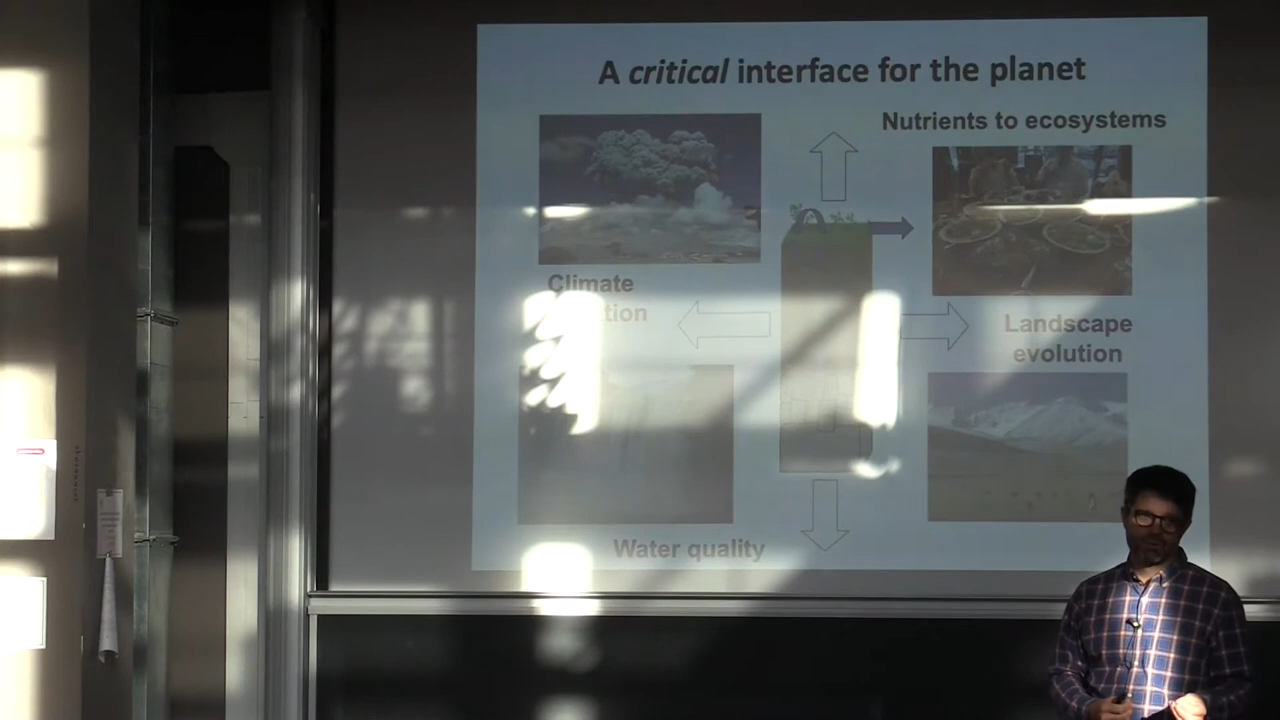 A critical interface for the planet
Nutrients to ecosystems
Climate
Landscape
evolution
Water quality